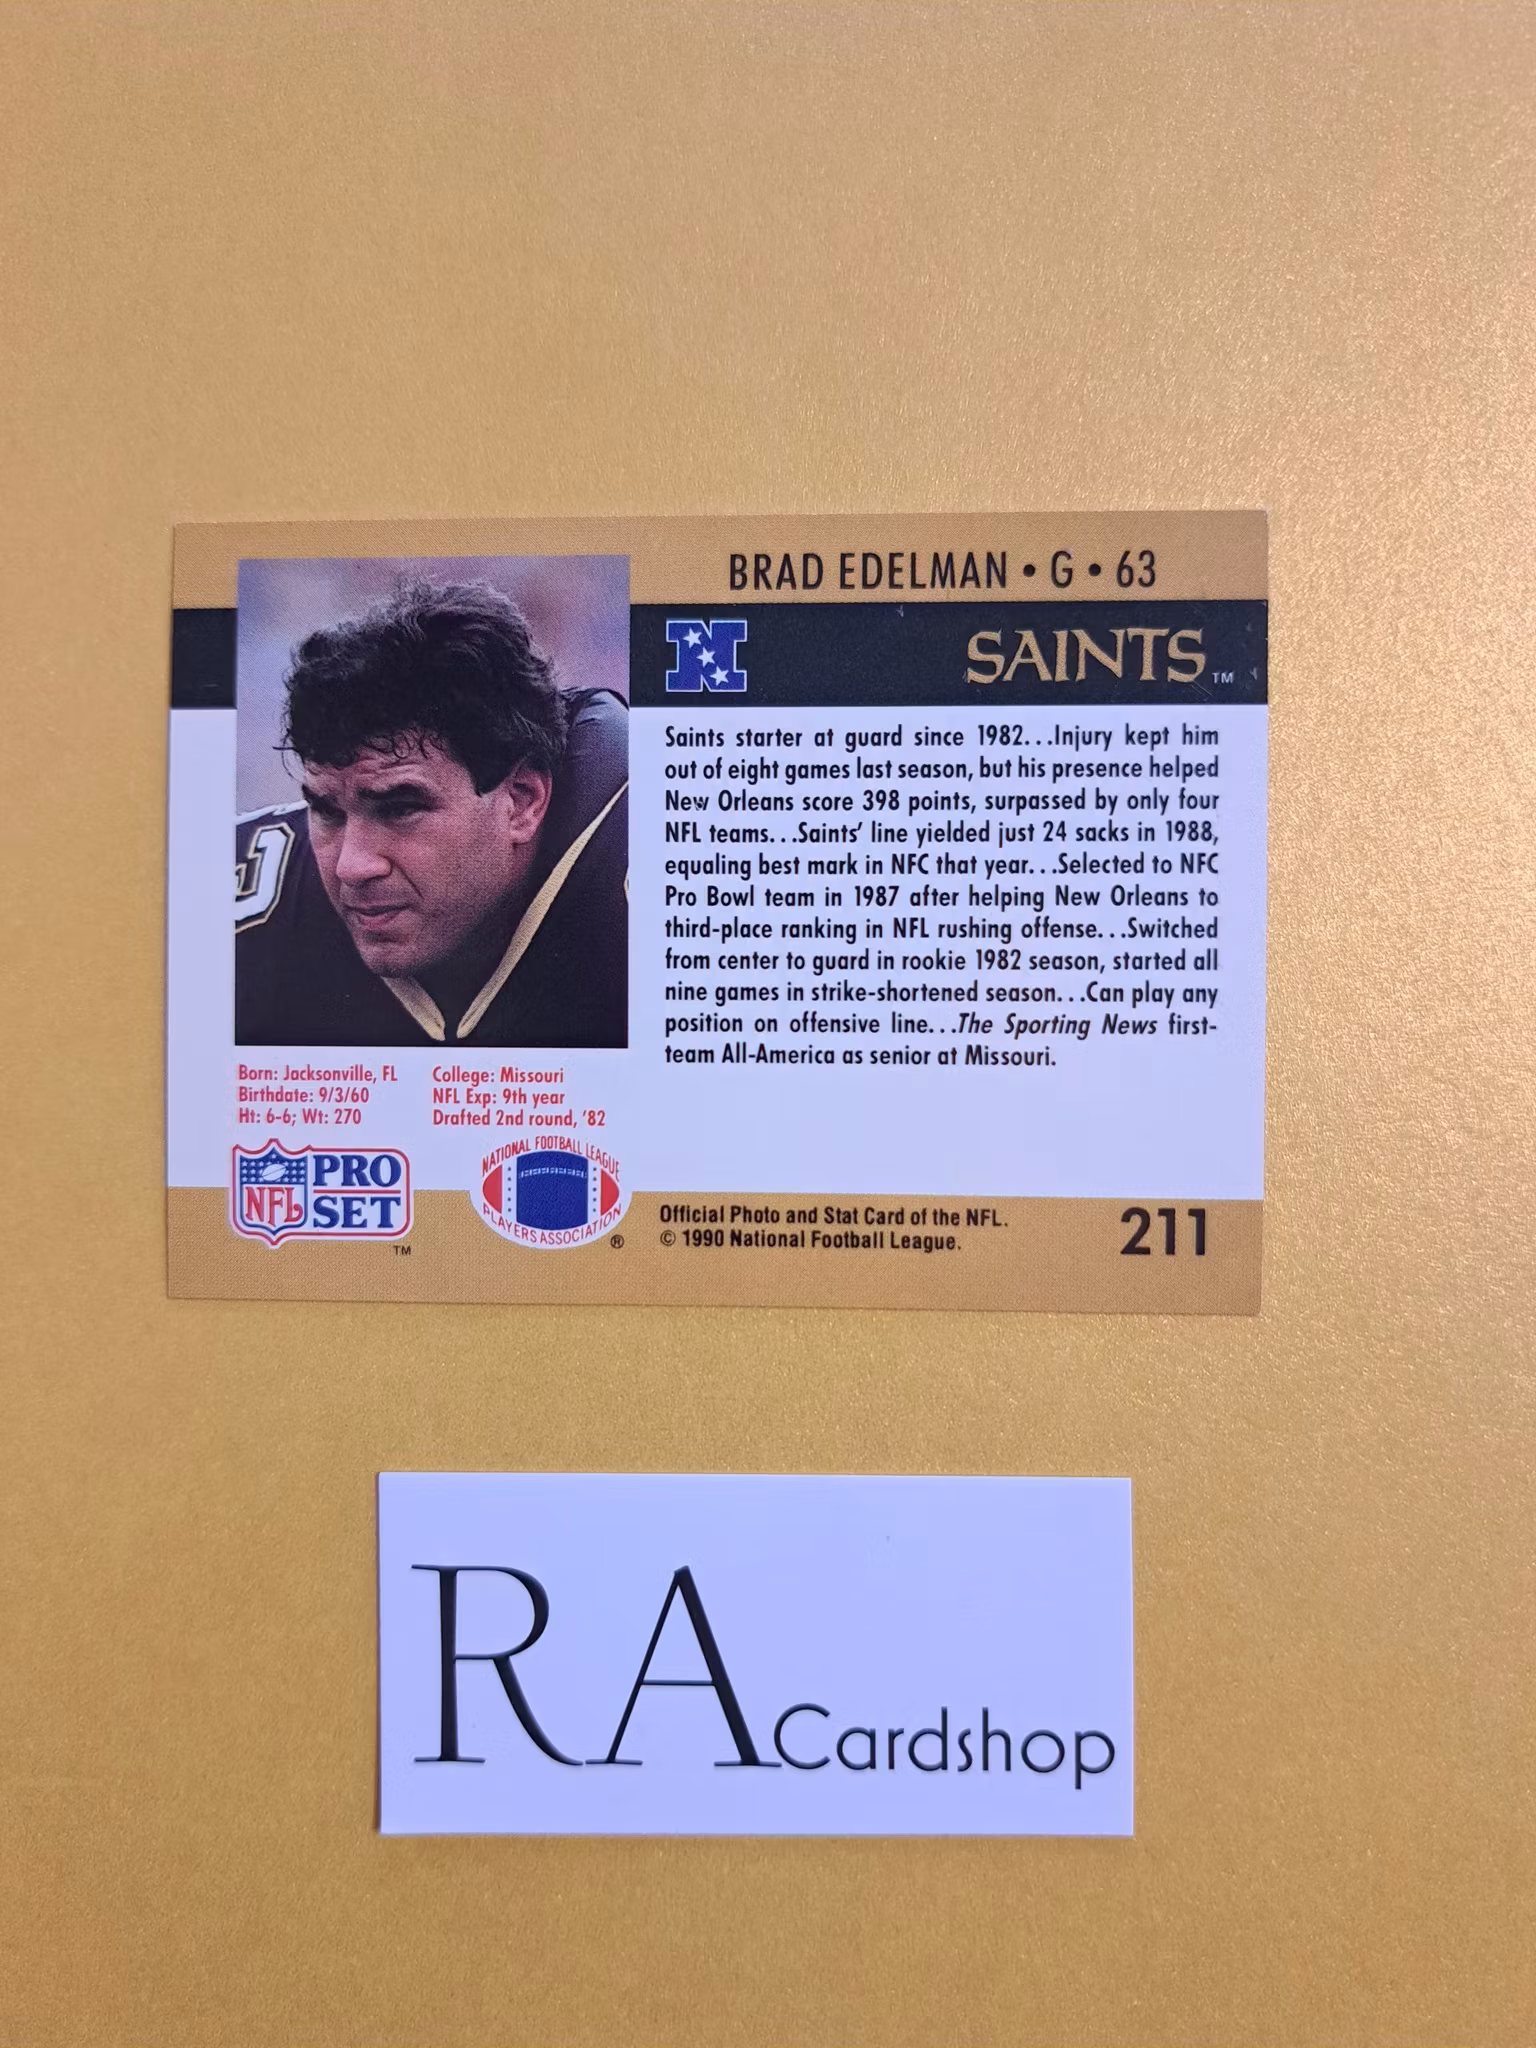 BRAD EDELMAN • G • 63
N
SAINTS™
Saints starter at guard since 1982...Injury kept him
out of eight games last season, but his presence helped
New Orleans score 398 points, surpassed by only four
NFL teams...Saints' line yielded just 24 sacks in 1988,
equaling best mark in NFC that year...Selected to NFC
Pro Bowl team in 1987 after helping New Orleans to
third-place ranking in NFL rushing offense...Switched
from center to guard in rookie 1982 season, started all
nine games in strike-shortened season...Can play any
position on offensive line...The Sporting News first-
team All-America as senior at Missouri.
Born: Jacksonville, FL
Birthdate: 9/3/60
Ht: 6-6; Wt: 270
College: Missouri
NFL Exp: 9th year
Drafted 2nd round, '82
NFL PRO SET™
NATIONAL FOOTBALL LEAGUE
PLAYERS ASSOCIATION®
Official Photo and Stat Card of the NFL.
© 1990 National Football League.
211
RA Cardshop